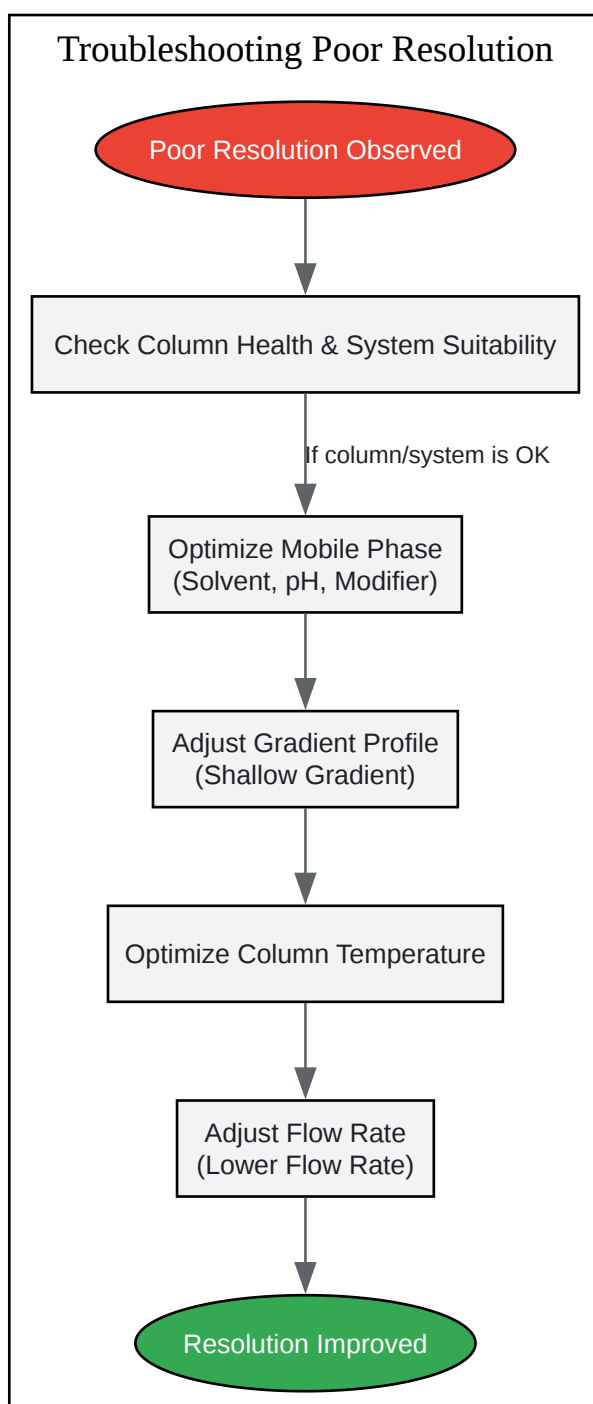 Troubleshooting Poor Resolution
Poor Resolution Observed
Check Column Health & System Suitability
If column/system is OK
Optimize Mobile Phase
(Solvent, pH, Modifier)
Adjust Gradient Profile
(Shallow Gradient)
Optimize Column Temperature
Adjust Flow Rate
(Lower Flow Rate)
Resolution Improved